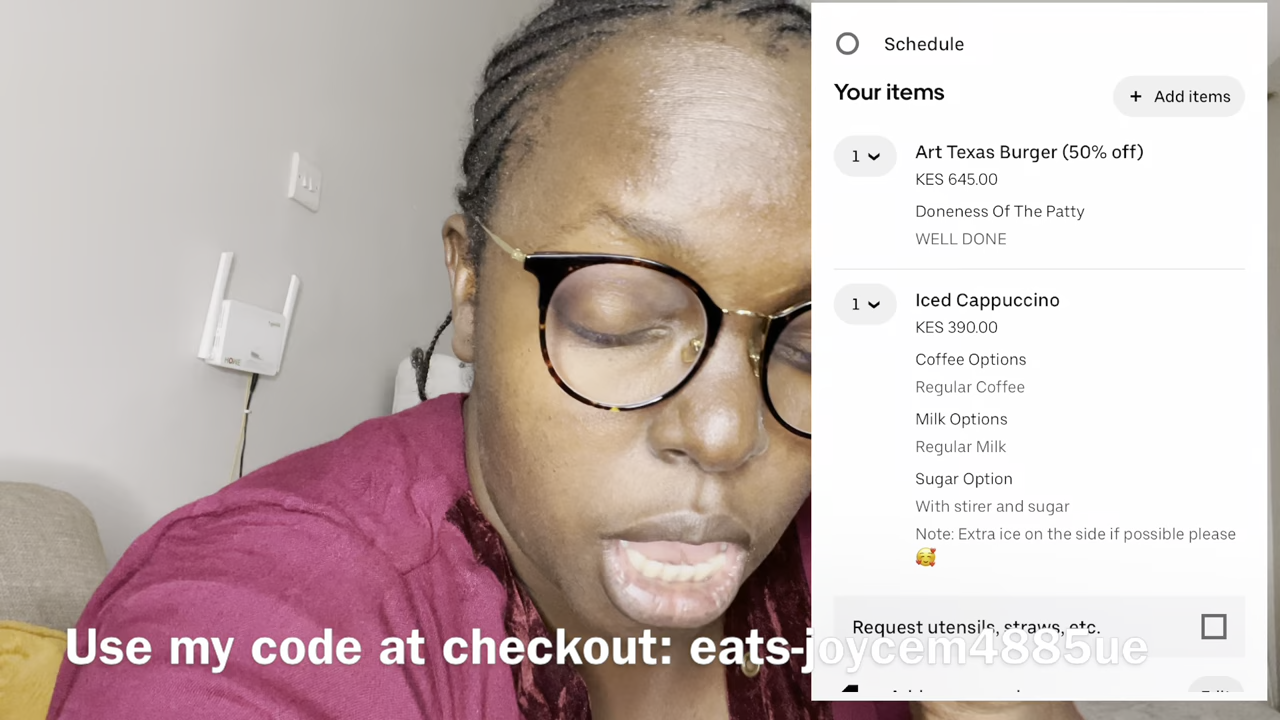 Schedule
Your items
+ Add items
1
Art Texas Burger (50% off)
KES 645.00
Doneness Of The Patty
WELL DONE
1
Iced Cappuccino
KES 390.00
Coffee Options
Regular Coffee
Milk Options
Regular Milk
Sugar Option
With stirer and sugar
Note: Extra ice on the side if possible please
🥰
Request utensils, straws, etc.
Use my code at checkout: eats-joycem4885ue
HOME